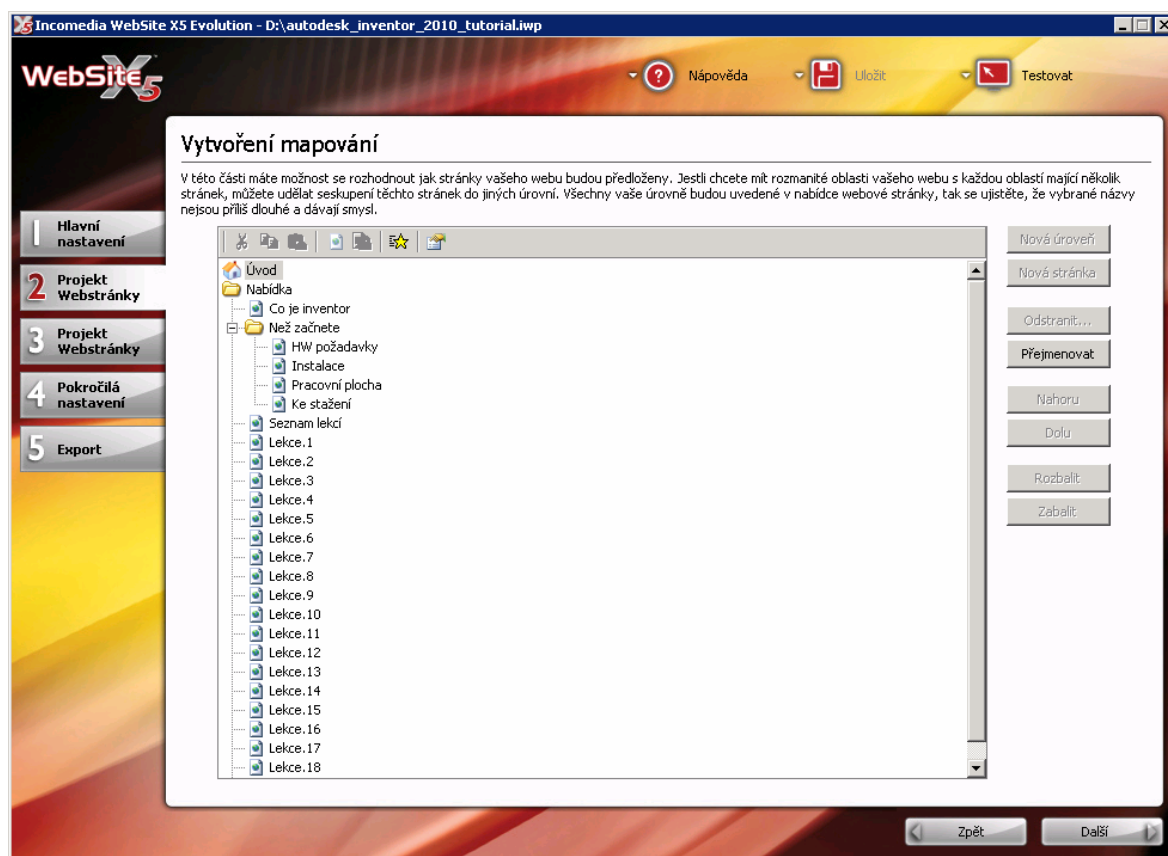 Incomedia WebSite X5 Evolution - D:\autodesk_inventor_2010_tutorial.iwp
WebSite X5
Nápověda
Uložit
Testovat
Vytvoření mapování
V této části máte možnost se rozhodnout jak stránky vašeho webu budou předloženy. Jestli chcete mít rozmanité oblasti vašeho webu s každou oblastí mající několik
stránek, můžete udělat seskupení těchto stránek do jiných úrovní. Všechny vaše úrovně budou uvedené v nabídce webové stránky, tak se ujistěte, že vybrané názvy
nejsou příliš dlouhé a dávají smysl.
1 Hlavní
nastavení
2 Projekt
Webstránky
3 Projekt
Webstránky
4 Pokročilá
nastavení
5 Export
Úvod
Nabídka
Co je inventor
Než začnete
HW požadavky
Instalace
Pracovní plocha
Ke stažení
Seznam lekcí
Lekce.1
Lekce.2
Lekce.3
Lekce.4
Lekce.5
Lekce.6
Lekce.7
Lekce.8
Lekce.9
Lekce.10
Lekce.11
Lekce.12
Lekce.13
Lekce.14
Lekce.15
Lekce.16
Lekce.17
Lekce.18
Nová úroveň
Nová stránka
Odstranit...
Přejmenovat
Nahoru
Dolu
Rozbalit
Zabalit
Zpět
Další